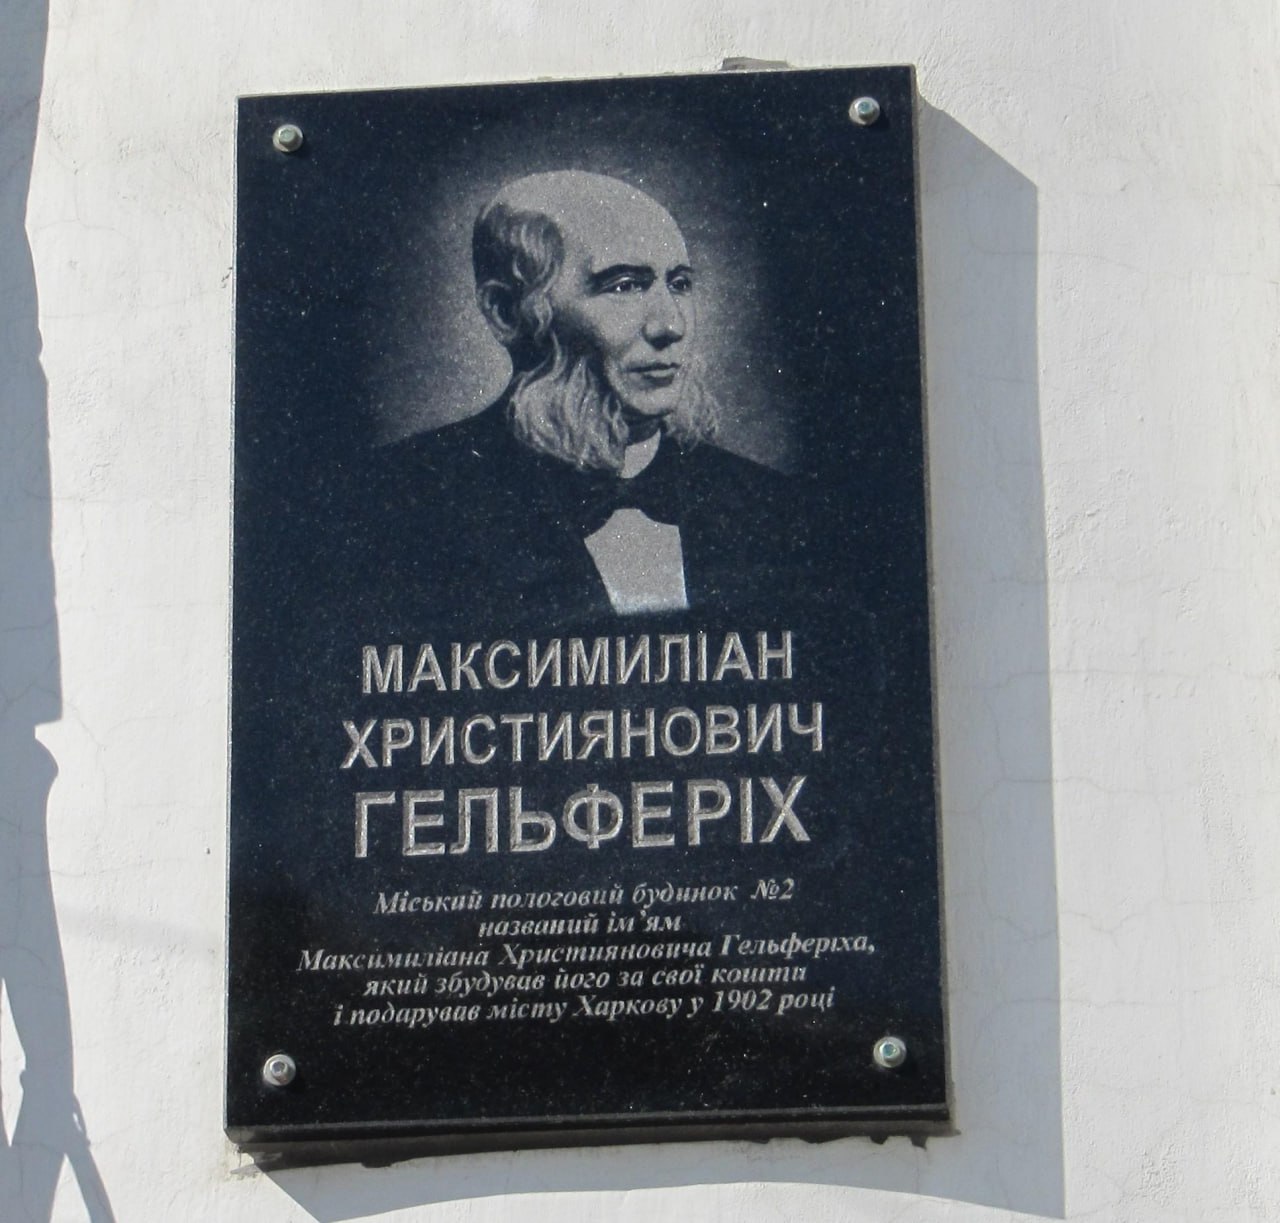 МАКСИМИЛІАН
ХРИСТИЯНОВИЧ
ГЕЛЬФЕРІХ
Міський пологовий будинок №2
названий ім'ям
Максимиліана Християновича Гельферіха,
який збудував його за свої кошти
і подарував місту Харкову у 1902 році